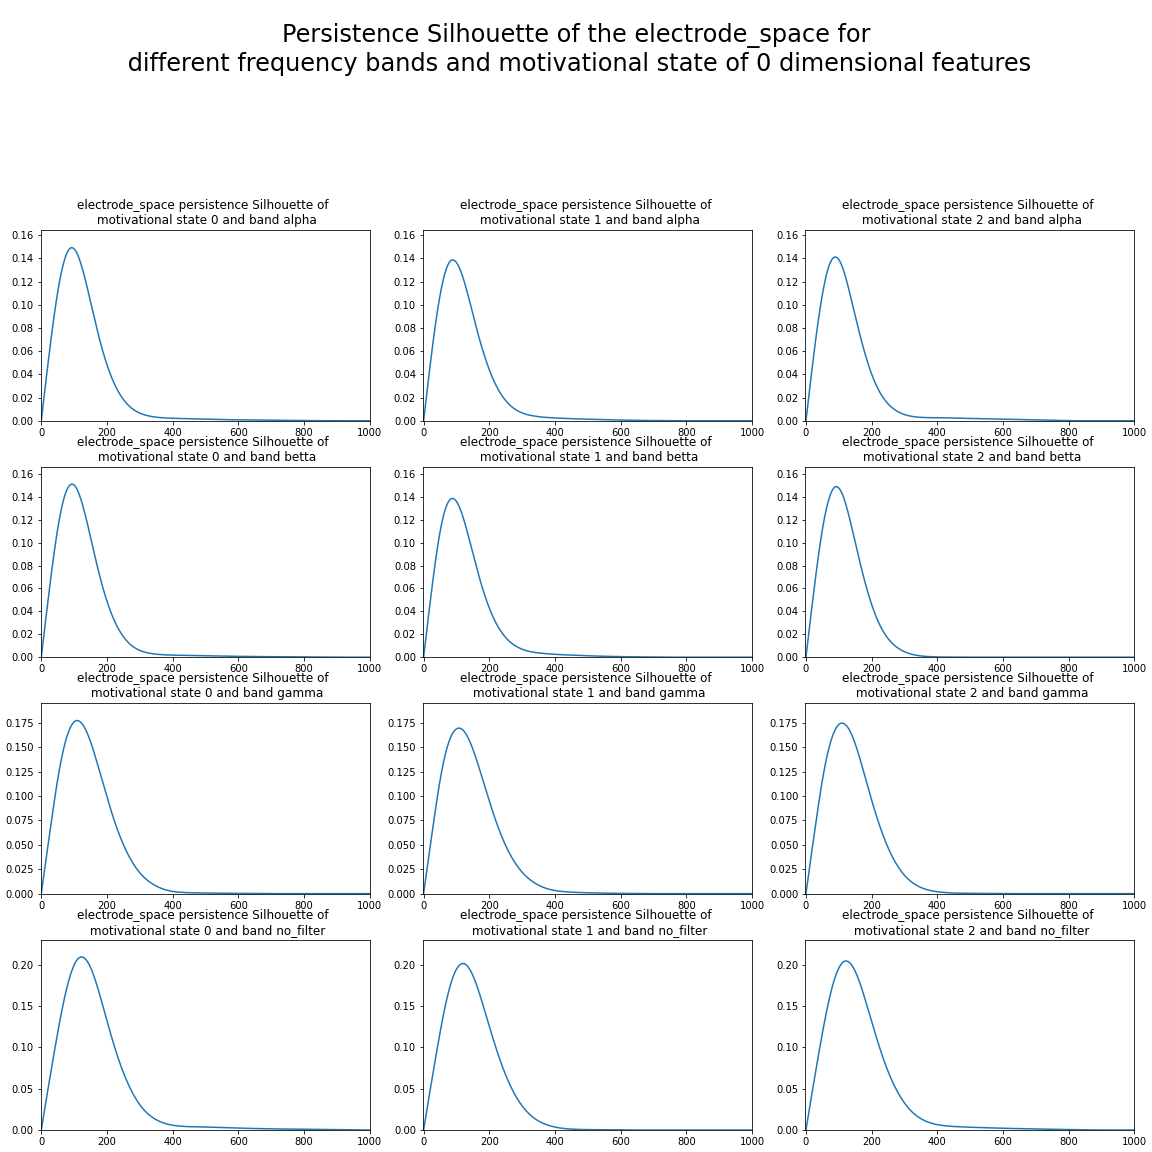 Persistence Silhouette of the electrode_space for
different frequency bands and motivational state of 0 dimensional features
electrode_space persistence Silhouette of
motivational state 0 and band alpha
0.16
0.14
0.12
0.10
0.08
0.06
0.04
0.02
0.00
0 200 400 600 800 1000
electrode_space persistence Silhouette of
motivational state 1 and band alpha
0.16
0.14
0.12
0.10
0.08
0.06
0.04
0.02
0.00
0 200 400 600 800 1000
electrode_space persistence Silhouette of
motivational state 2 and band alpha
0.16
0.14
0.12
0.10
0.08
0.06
0.04
0.02
0.00
0 200 400 600 800 1000
electrode_space persistence Silhouette of
motivational state 0 and band betta
0.16
0.14
0.12
0.10
0.08
0.06
0.04
0.02
0.00
0 200 400 600 800 1000
electrode_space persistence Silhouette of
motivational state 1 and band betta
0.16
0.14
0.12
0.10
0.08
0.06
0.04
0.02
0.00
0 200 400 600 800 1000
electrode_space persistence Silhouette of
motivational state 2 and band betta
0.16
0.14
0.12
0.10
0.08
0.06
0.04
0.02
0.00
0 200 400 600 800 1000
electrode_space persistence Silhouette of
motivational state 0 and band gamma
0.175
0.150
0.125
0.100
0.075
0.050
0.025
0.000
0 200 400 600 800 1000
electrode_space persistence Silhouette of
motivational state 1 and band gamma
0.175
0.150
0.125
0.100
0.075
0.050
0.025
0.000
0 200 400 600 800 1000
electrode_space persistence Silhouette of
motivational state 2 and band gamma
0.175
0.150
0.125
0.100
0.075
0.050
0.025
0.000
0 200 400 600 800 1000
electrode_space persistence Silhouette of
motivational state 0 and band no_filter
0.20
0.15
0.10
0.05
0.00
0 200 400 600 800 1000
electrode_space persistence Silhouette of
motivational state 1 and band no_filter
0.20
0.15
0.10
0.05
0.00
0 200 400 600 800 1000
electrode_space persistence Silhouette of
motivational state 2 and band no_filter
0.20
0.15
0.10
0.05
0.00
0 200 400 600 800 1000